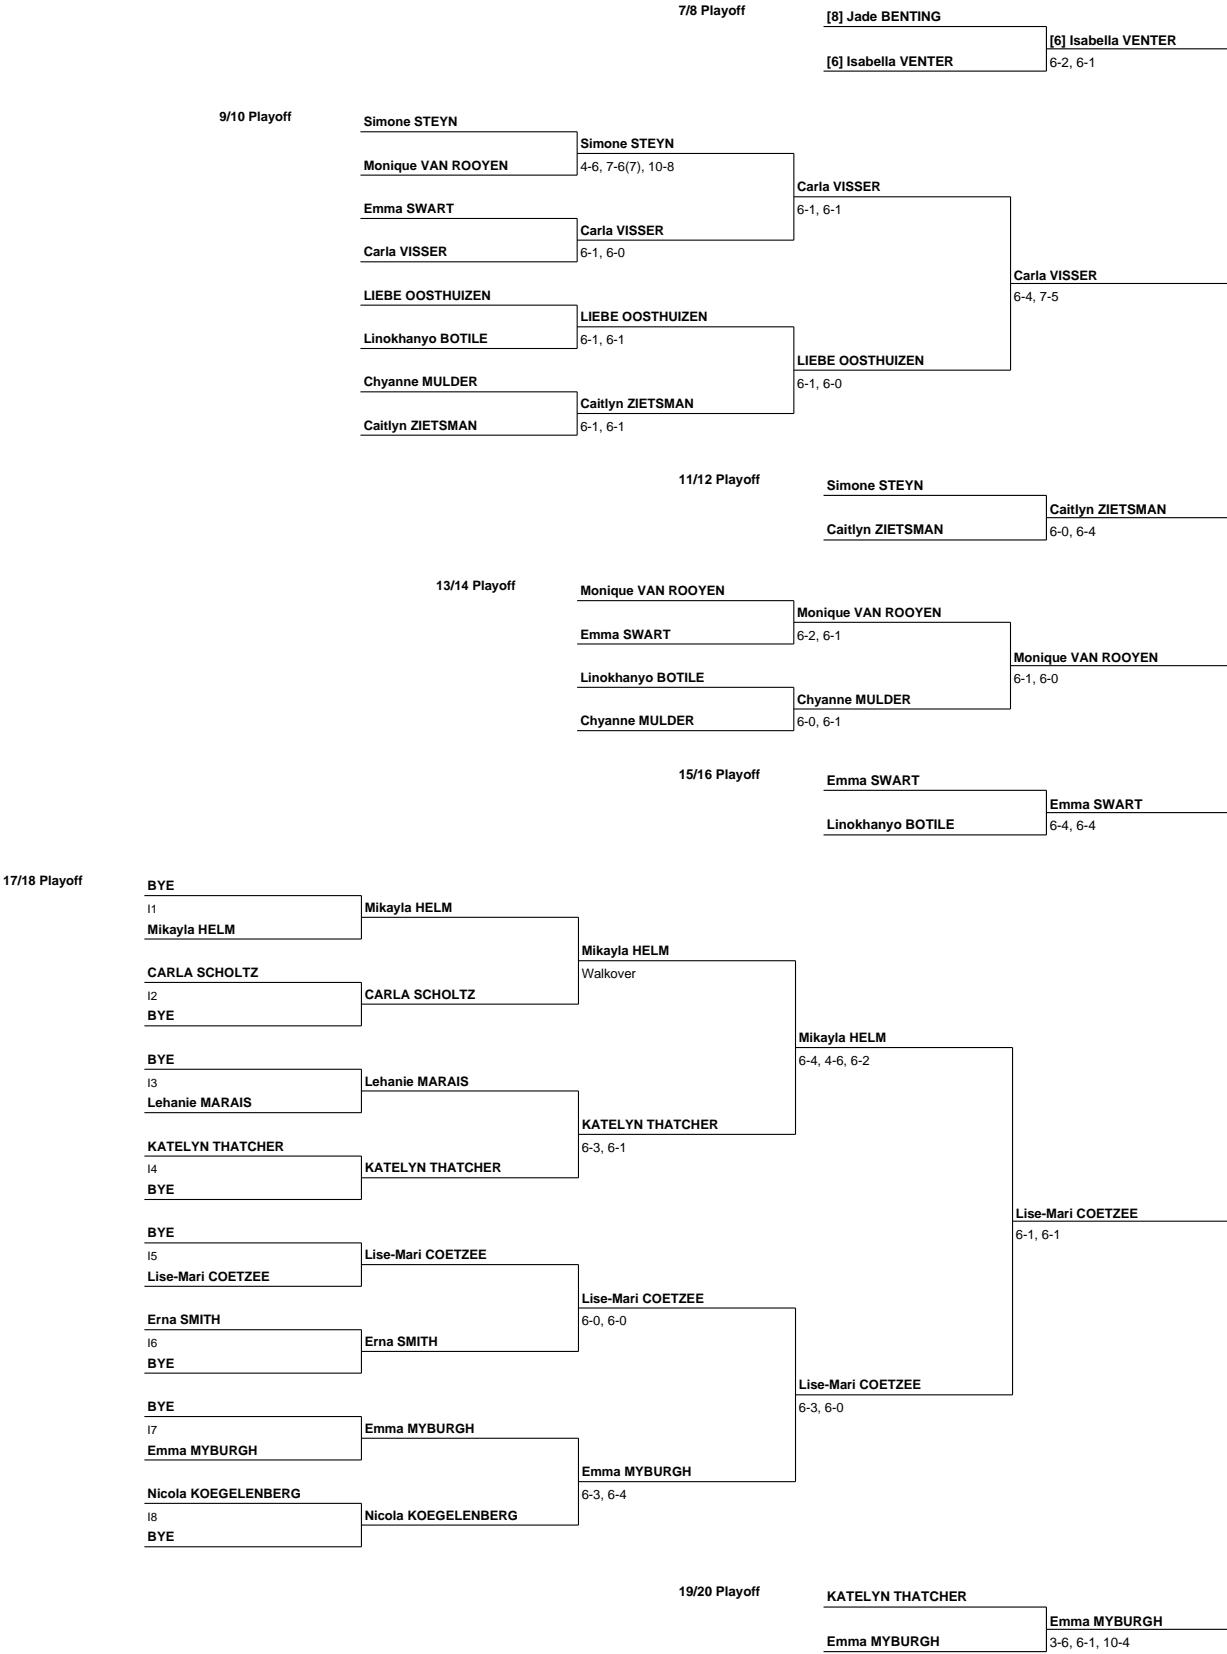 7/8 Playoff
[8] Jade BENTING
[6] Isabella VENTER
[6] Isabella VENTER
6-2, 6-1
9/10 Playoff
Simone STEYN
Simone STEYN
Monique VAN ROOYEN
4-6, 7-6(7), 10-8
Carla VISSER
Emma SWART
6-1, 6-1
Carla VISSER
Carla VISSER
6-1, 6-0
Carla VISSER
LIEBE OOSTHUIZEN
6-4, 7-5
LIEBE OOSTHUIZEN
Linokhanyo BOTILE
6-1, 6-1
LIEBE OOSTHUIZEN
Chyanne MULDER
6-1, 6-0
Caitlyn ZIETSMAN
Caitlyn ZIETSMAN
6-1, 6-1
11/12 Playoff
Simone STEYN
Caitlyn ZIETSMAN
Caitlyn ZIETSMAN
6-0, 6-4
13/14 Playoff
Monique VAN ROOYEN
Monique VAN ROOYEN
Emma SWART
6-2, 6-1
Monique VAN ROOYEN
Linokhanyo BOTILE
6-1, 6-0
Chyanne MULDER
Chyanne MULDER
6-0, 6-1
15/16 Playoff
Emma SWART
Emma SWART
Linokhanyo BOTILE
6-4, 6-4
17/18 Playoff
BYE
I1
Mikayla HELM
Mikayla HELM
Mikayla HELM
CARLA SCHOLTZ
Walkover
I2
CARLA SCHOLTZ
BYE
Mikayla HELM
BYE
6-4, 4-6, 6-2
I3
Lehanie MARAIS
Lehanie MARAIS
KATELYN THATCHER
KATELYN THATCHER
6-3, 6-1
I4
KATELYN THATCHER
BYE
Lise-Mari COETZEE
BYE
6-1, 6-1
I5
Lise-Mari COETZEE
Lise-Mari COETZEE
Lise-Mari COETZEE
Erna SMITH
6-0, 6-0
I6
Erna SMITH
BYE
Lise-Mari COETZEE
BYE
6-3, 6-0
I7
Emma MYBURGH
Emma MYBURGH
Emma MYBURGH
Nicola KOEGELENBERG
6-3, 6-4
I8
Nicola KOEGELENBERG
BYE
19/20 Playoff
KATELYN THATCHER
Emma MYBURGH
Emma MYBURGH
3-6, 6-1, 10-4